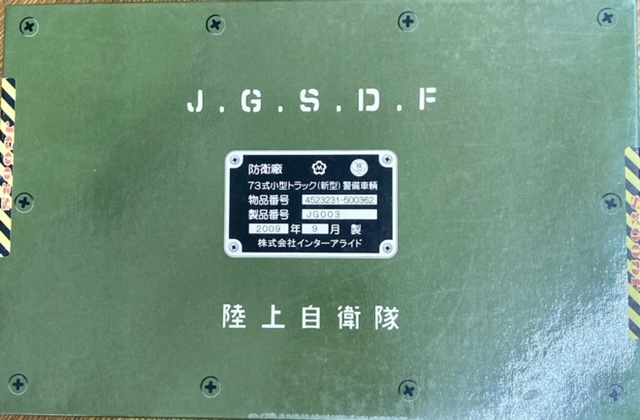 J.G.S.D.F
防衛廠
73式小型トラック(新型)警備車輌
物品番号 4523231-500362
製品番号 JG003
2009 年 9 月 製
株式会社インターアライド
陸上自衛隊